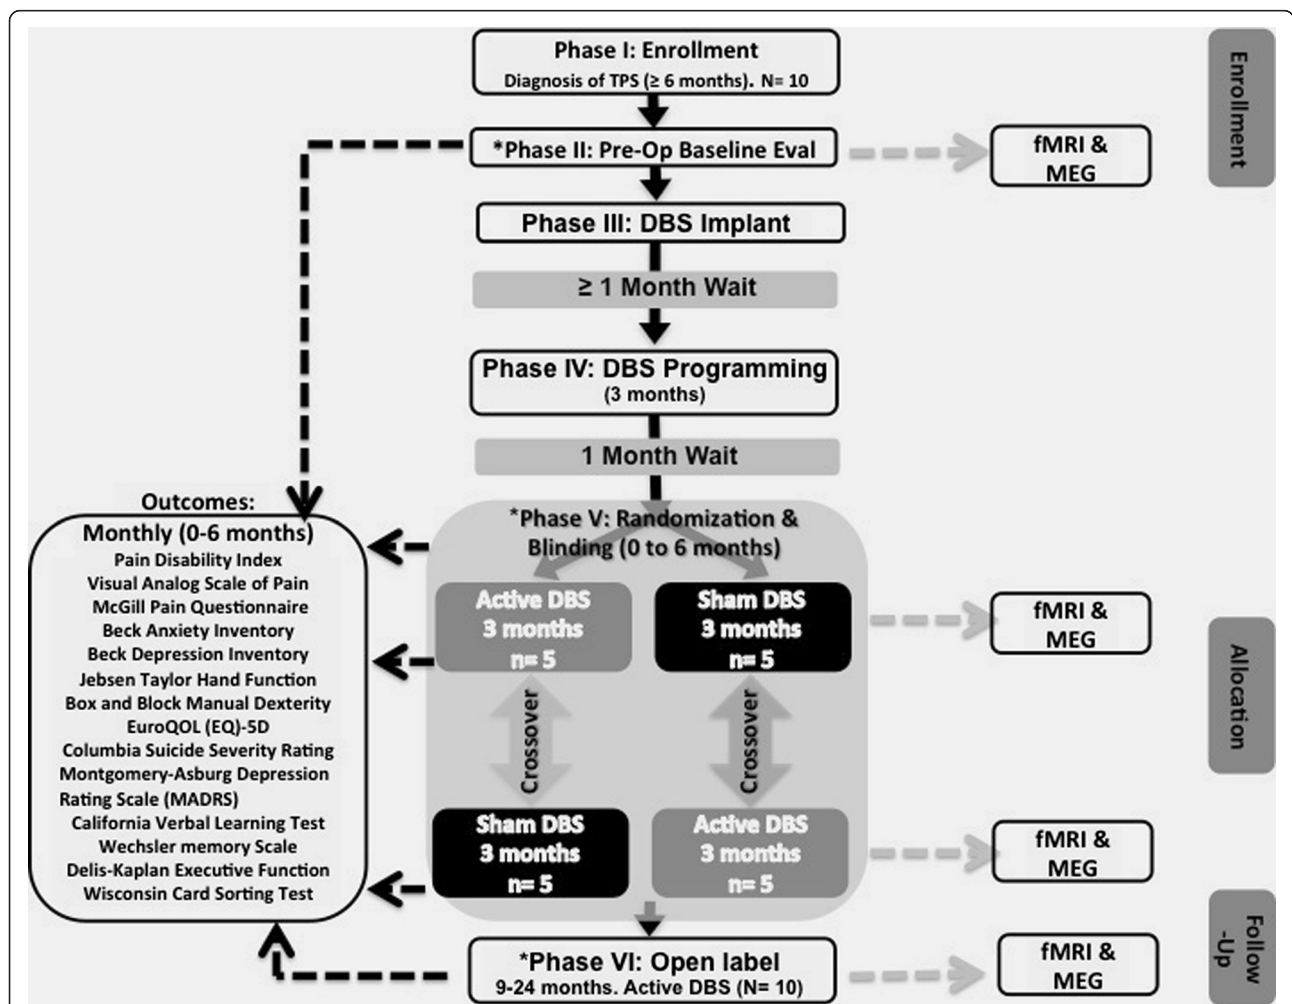 Phase I: Enrollment
Diagnosis of TPS (≥ 6 months). N= 10
Enrollment
*Phase II: Pre-Op Baseline Eval
fMRI &
MEG
Phase III: DBS Implant
≥ 1 Month Wait
Phase IV: DBS Programming
(3 months)
1 Month Wait
Outcomes:
Monthly (0-6 months)
Pain Disability Index
Visual Analog Scale of Pain
McGill Pain Questionnaire
Beck Anxiety Inventory
Beck Depression Inventory
Jebsen Taylor Hand Function
Box and Block Manual Dexterity
EuroQOL (EQ)-5D
Columbia Suicide Severity Rating
Montgomery-Asburg Depression
Rating Scale (MADRS)
California Verbal Learning Test
Wechsler memory Scale
Delis-Kaplan Executive Function
Wisconsin Card Sorting Test
*Phase V: Randomization &
Blinding (0 to 6 months)
Active DBS
3 months
n= 5
Sham DBS
3 months
n= 5
fMRI &
MEG
Crossover
Crossover
Allocation
Sham DBS
3 months
n= 5
Active DBS
3 months
n= 5
fMRI &
MEG
*Phase VI: Open label
9-24 months. Active DBS (N= 10)
fMRI &
MEG
Follow
-Up